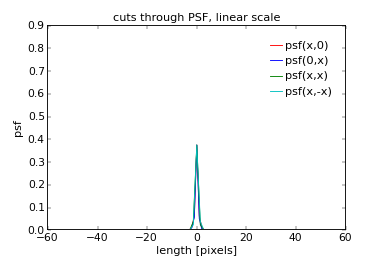 cuts through PSF, linear scale
psf(x,0)
psf(0,x)
psf(x,x)
psf(x,-x)
psf
0.9
0.8
0.7
0.6
0.5
0.4
0.3
0.2
0.1
0.0
−60 −40 −20 0 20 40 60
length [pixels]